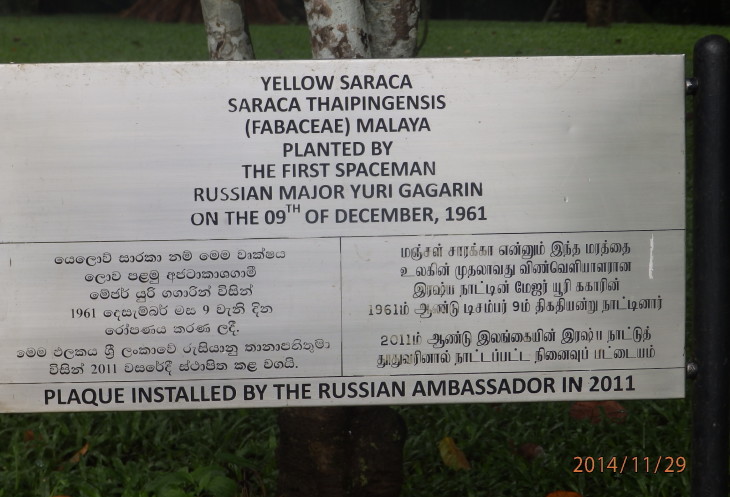 YELLOW SARACA
SARACA THAIPINGENSIS
(FABACEAE) MALAYA
PLANTED BY
THE FIRST SPACEMAN
RUSSIAN MAJOR YURI GAGARIN
ON THE 09TH OF DECEMBER, 1961
යෙලොව් සාරකා නම් මෙම වෘක්ෂය
ලොව පළමු අජටාකාශගාමී
මේජර් යූරි ගගාරින් විසින්
1961 දෙසැම්බර් මස 9 වැනි දින
රෝපණය කරණ ලදී.
මෙම ඵලකය ශ්‍රී ලංකාවේ රුසියානු තානාපතිතුමා
විසින් 2011 වසරේදී ස්ථාපිත කළ වගයි.
மஞ்சள் சாரக்கா என்னும் இந்த மரத்தை
உலகின் முதலாவது விண்வெளியாளரான
இரஷ்ய நாட்டின் மேஜர் யூரி ககாரின்
1961ம் ஆண்டு டிசம்பர் 9ம் திகதியன்று நாட்டினார்
2011ம் ஆண்டு இலங்கையின் இரஷ்ய நாட்டுத்
தூதுவரினால் நாட்டப்பட்ட நினைவுப் பட்டையம்
PLAQUE INSTALLED BY THE RUSSIAN AMBASSADOR IN 2011
2014/11/29